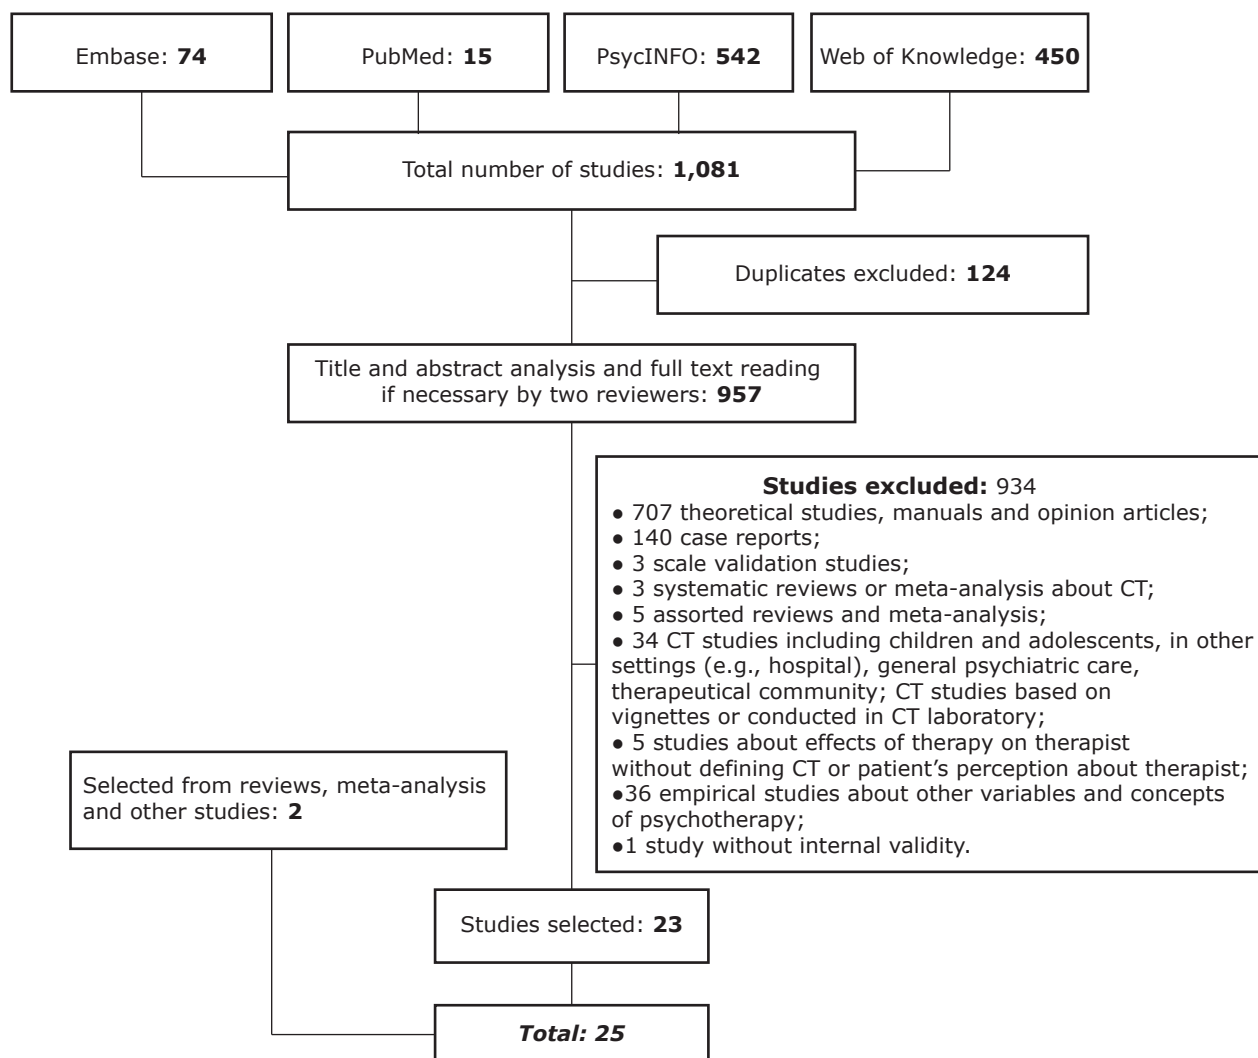 Embase: 74
PubMed: 15
PsycINFO: 542
Web of Knowledge: 450
Total number of studies: 1,081
Duplicates excluded: 124
Title and abstract analysis and full text reading
if necessary by two reviewers: 957
Studies excluded: 934
● 707 theoretical studies, manuals and opinion articles;
● 140 case reports;
● 3 scale validation studies;
● 3 systematic reviews or meta-analysis about CT;
● 5 assorted reviews and meta-analysis;
● 34 CT studies including children and adolescents, in other
settings (e.g., hospital), general psychiatric care,
therapeutical community; CT studies based on
vignettes or conducted in CT laboratory;
● 5 studies about effects of therapy on therapist
without defining CT or patient’s perception about therapist;
●36 empirical studies about other variables and concepts
of psychotherapy;
●1 study without internal validity.
Selected from reviews, meta-analysis
and other studies: 2
Studies selected: 23
Total: 25